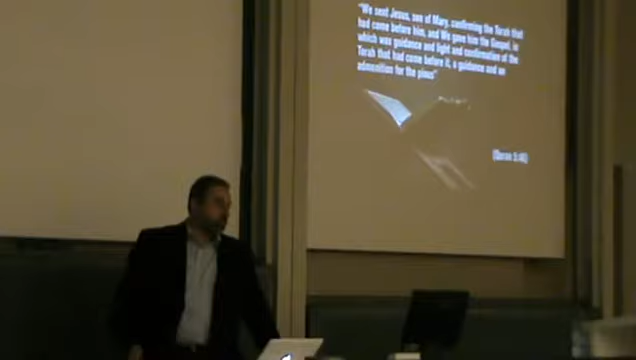 "We sent Jesus, son of Mary, confirming the Torah that
had come before him, and We gave him the Gospel, in
which was guidance and light and confirmation of the
Torah that had come before it, a guidance and an
admonition for the pious"
(Quran 5:46)